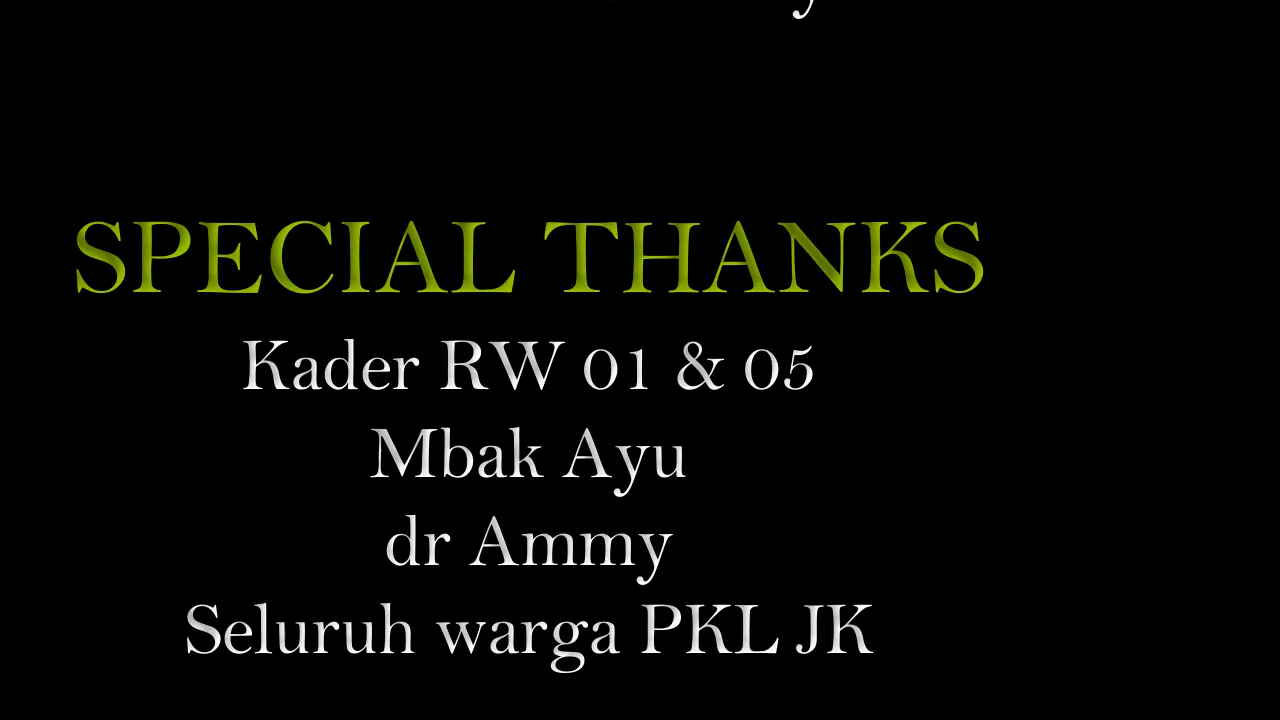 SPECIAL THANKS
Kader RW 01 & 05
Mbak Ayu
dr Ammy
Seluruh warga PKL JK